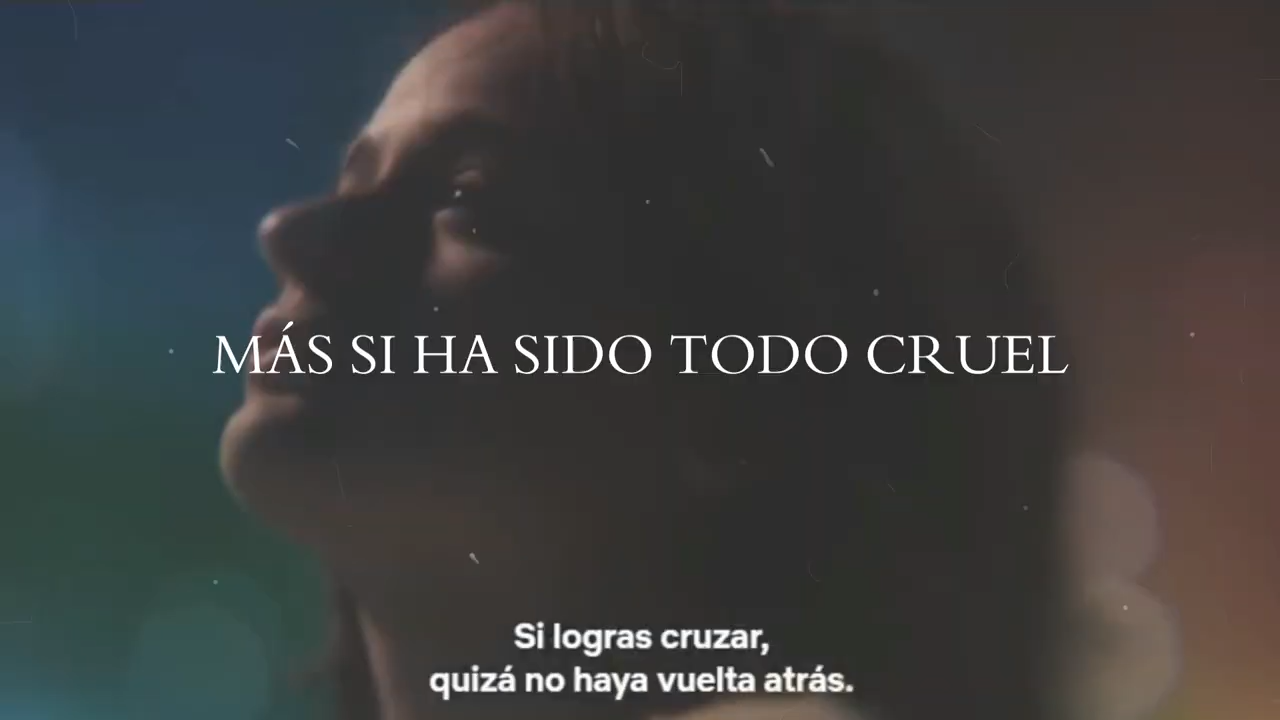 MÁS SI HA SIDO TODO CRUEL
Si logras cruzar,
quizá no haya vuelta atrás.